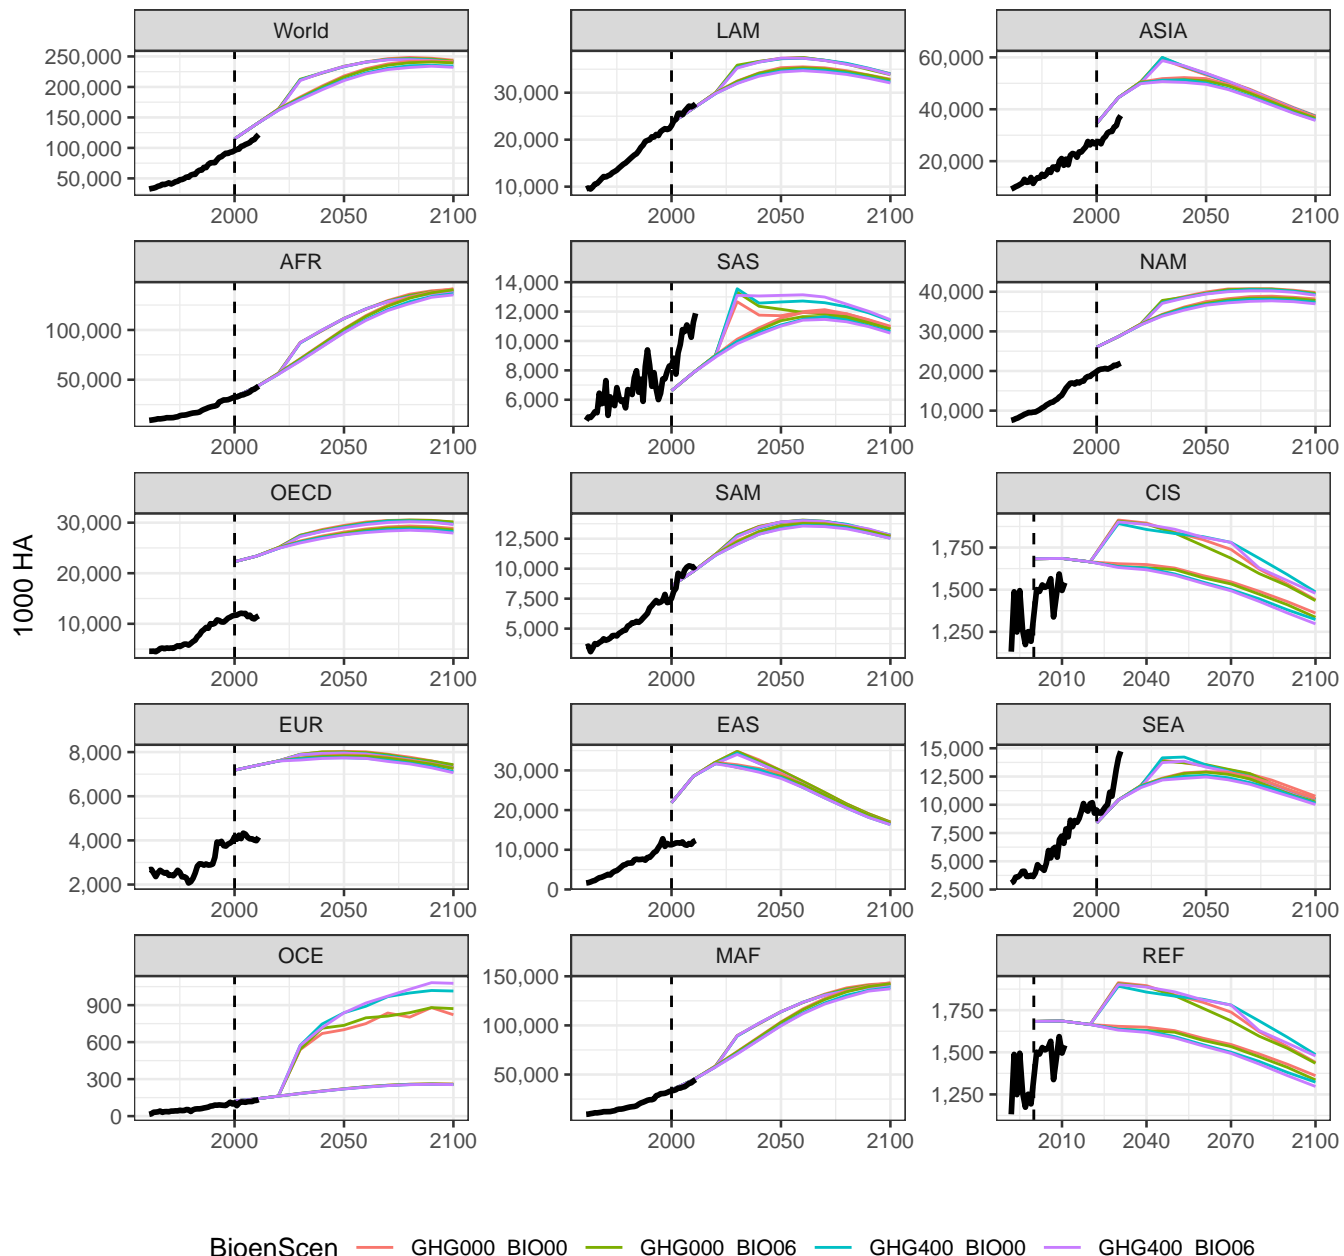 World
LAM
ASIA
250,000
200,000
150,000
100,000
50,000
30,000
20,000
10,000
60,000
40,000
20,000
2000 2050 2100
2000 2050 2100
2000 2050 2100
AFR
SAS
NAM
100,000
50,000
14,000
12,000
10,000
8,000
6,000
40,000
30,000
20,000
10,000
2000 2050 2100
2000 2050 2100
2000 2050 2100
OECD
SAM
CIS
30,000
20,000
10,000
12,500
10,000
7,500
5,000
1,750
1,500
1,250
2000 2050 2100
2000 2050 2100
2010 2040 2070 2100
1000 HA
EUR
EAS
SEA
8,000
6,000
4,000
2,000
30,000
20,000
10,000
0
15,000
12,500
10,000
7,500
5,000
2,500
2000 2050 2100
2000 2050 2100
2000 2050 2100
OCE
MAF
REF
900
600
300
0
150,000
100,000
50,000
1,750
1,500
1,250
2000 2050 2100
2000 2050 2100
2010 2040 2070 2100
BioenScen GHG000_BIO00 GHG000_BIO06 GHG400_BIO00 GHG400_BIO06